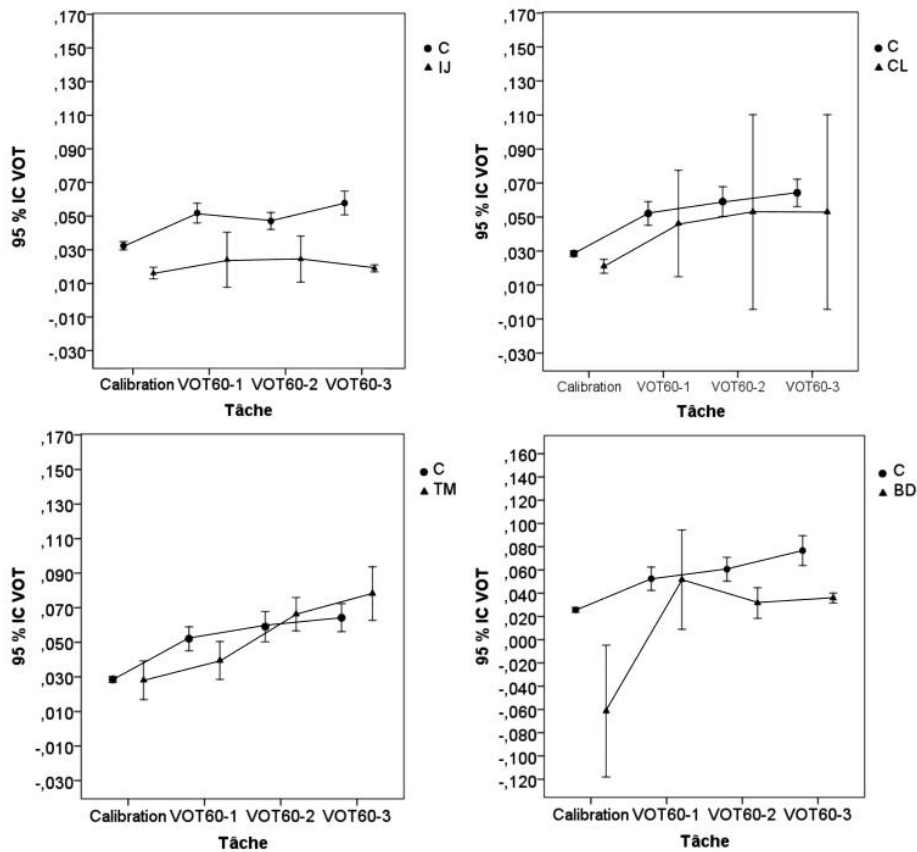 ,170
,150
,130
,110
,090
,070
,050
,030
,010
-,010
-,030
95 % IC VOT
Calibration VOT60-1 VOT60-2 VOT60-3
Tâche
C
IJ
,170
,150
,130
,110
,090
,070
,050
,030
,010
-,010
-,030
95 % IC VOT
Calibration VOT60-1 VOT60-2 VOT60-3
Tâche
C
CL
,170
,150
,130
,110
,090
,070
,050
,030
,010
-,010
-,030
95 % IC VOT
Calibration VOT60-1 VOT60-2 VOT60-3
Tâche
C
TM
,160
,140
,120
,100
,080
,060
,040
,020
,000
-,020
-,040
-,060
-,080
-,100
-,120
95 % IC VOT
Calibration VOT60-1 VOT60-2 VOT60-3
Tâche
C
BD